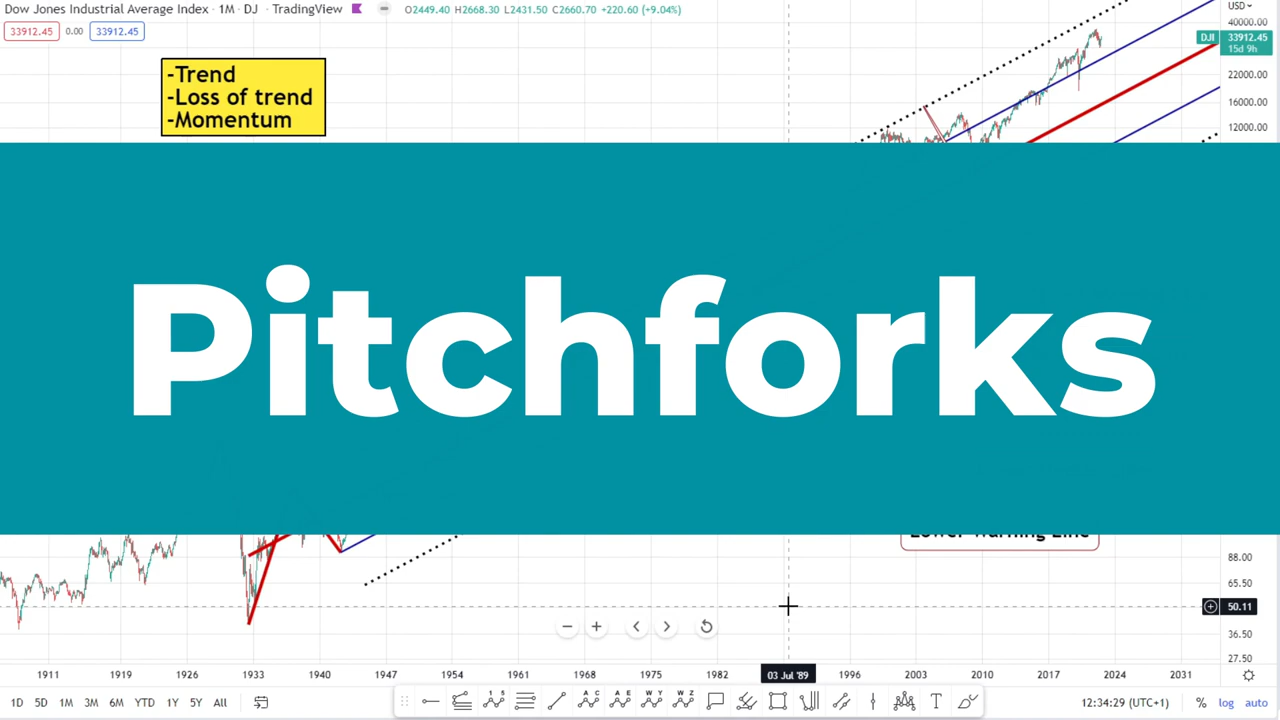 Dow Jones Industrial Average Index · 1M · DJ · TradingView O2449.40 H2668.30 L2431.50 C2660.70 +220.60 (+9.04%) USD
33912.45 0.00 33912.45
40000.00
DJI 33912.45
15d 9h
22000.00
16000.00
12000.00
-Trend
-Loss of trend
-Momentum
Pitchforks
Lower Warning Line
88.00
65.50
50.11
36.50
27.50
1911 1919 1926 1933 1940 1947 1954 1961 1968 1975 1982 03 Jul '89 1996 2003 2010 2017 2024 2031
1D 5D 1M 3M 6M YTD 1Y 5Y All 12:34:29 (UTC+1) % log auto